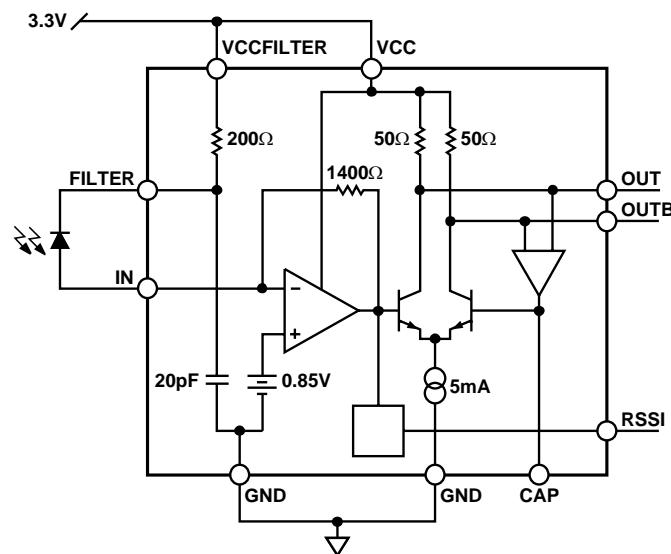 3.3V
VCCFILTER
VCC
200Ω
50Ω
50Ω
1400Ω
FILTER
OUT
OUTB
IN
20pF
0.85V
5mA
RSSI
GND
GND
CAP